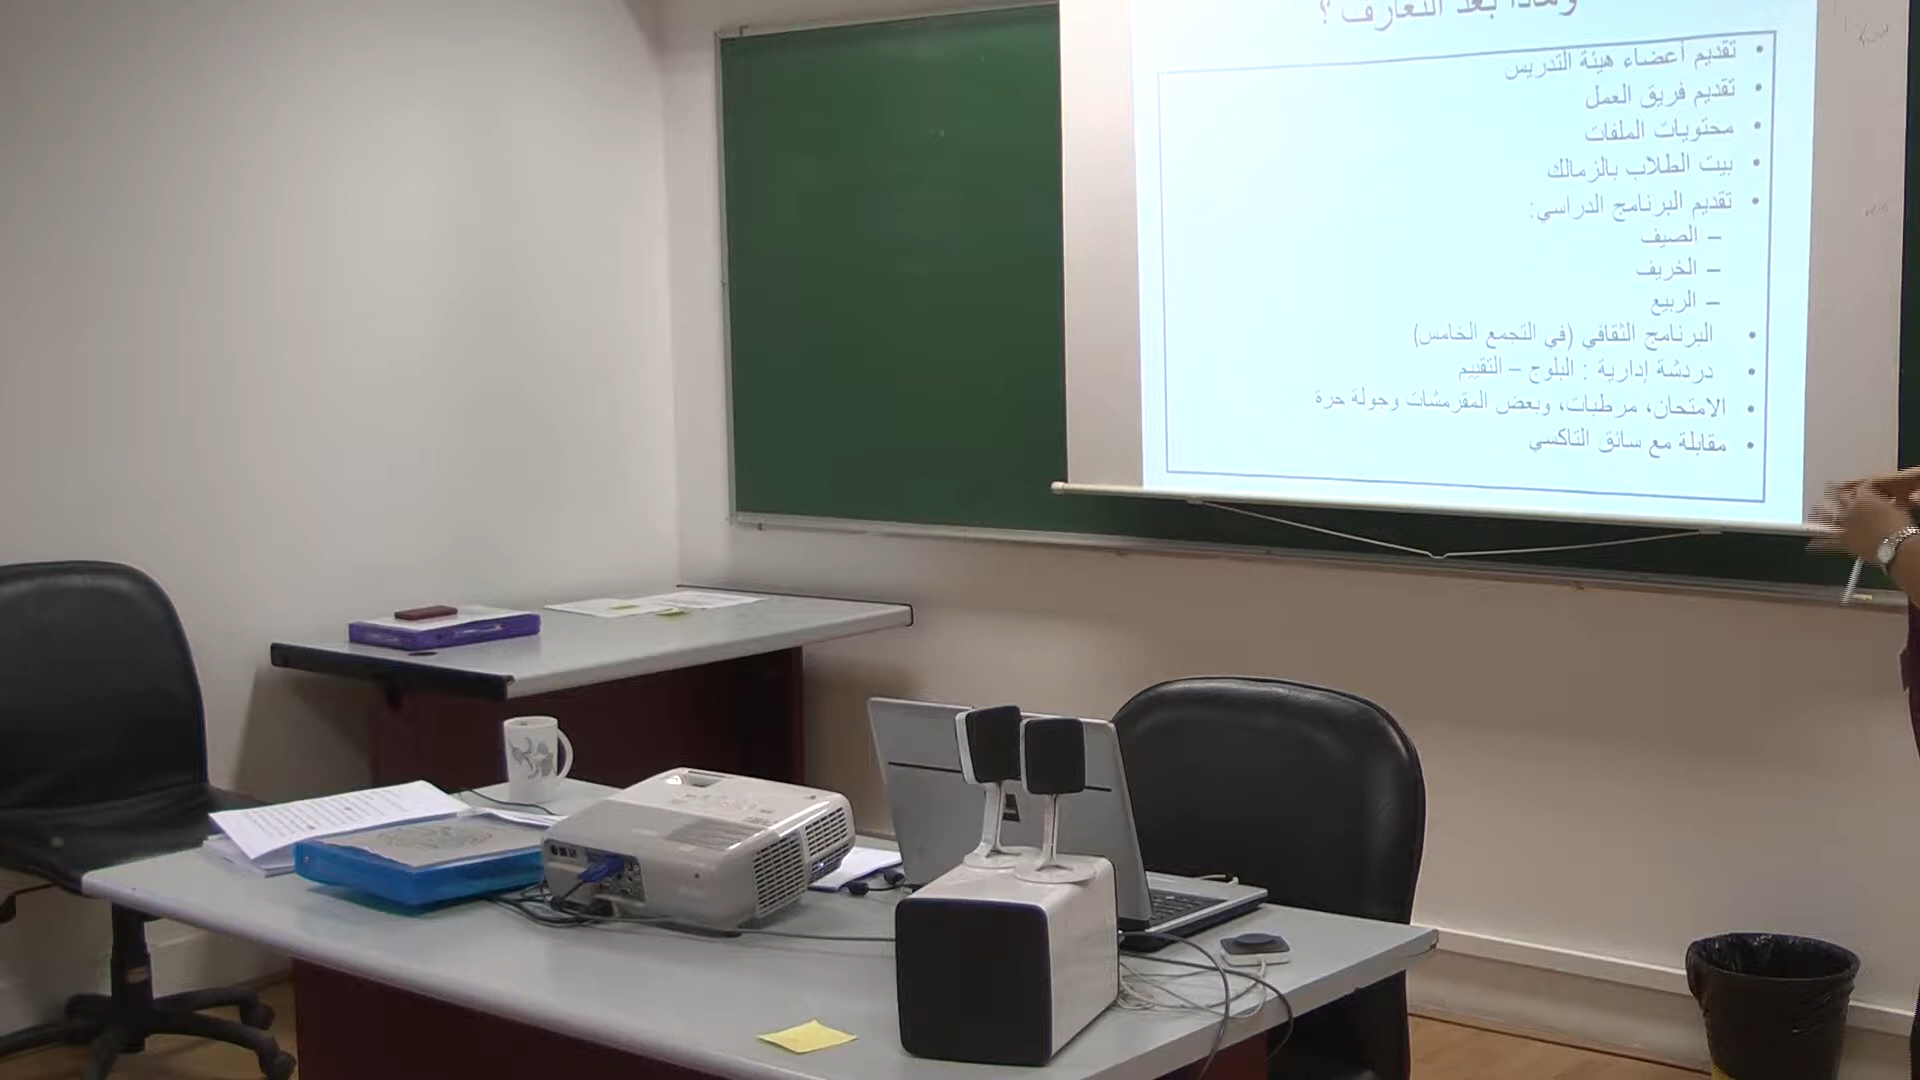 وماذا بعد التعارف ؟
• تقديم أعضاء هيئة التدريس
• تقديم فريق العمل
• محتويات الملفات
• بيت الطلاب بالزمالك
• تقديم البرنامج الدراسي:
– الصيف
– الخريف
– الربيع
• البرنامج الثقافي (في التجمع الخامس)
• دردشة إدارية : البلوج – التقييم
• الامتحان، مرطبات، وبعض المقرمشات وجولة حرة
• مقابلة مع سائق التاكسي